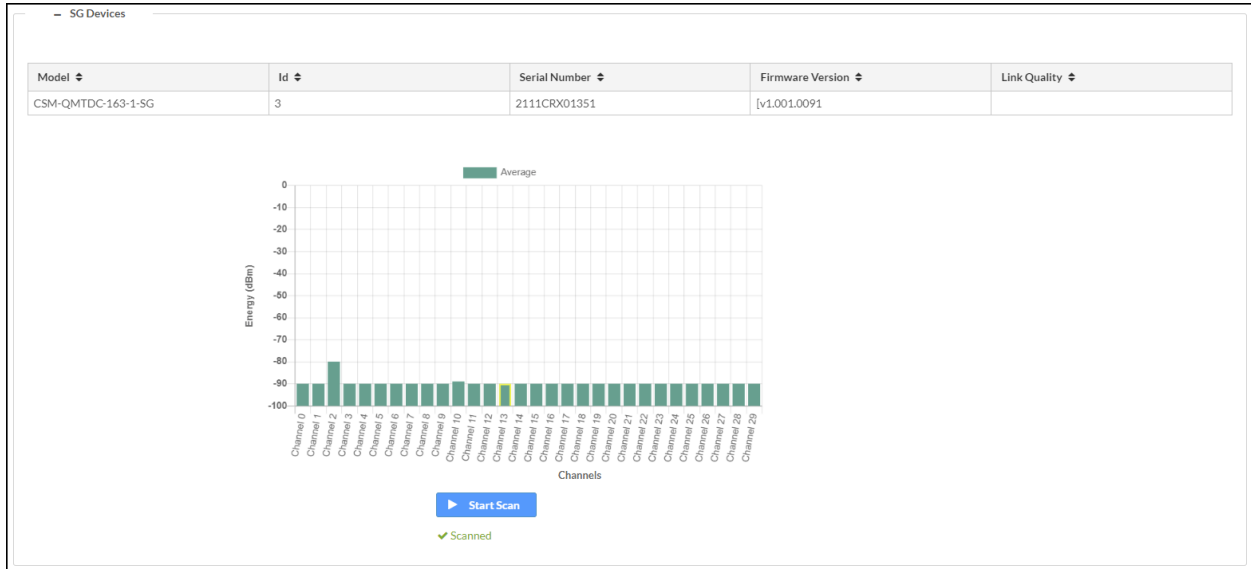 – SG Devices
Model Id Serial Number Firmware Version Link Quality
CSM-QMTDC-163-1-SG 3 2111CRX01351 [v1.001.0091
Average
0
-10
-20
-30
-40
-50
-60
-70
-80
-90
-100
Energy (dBm)
Channel 0
Channel 1
Channel 2
Channel 3
Channel 4
Channel 5
Channel 6
Channel 7
Channel 8
Channel 9
Channel 10
Channel 11
Channel 12
Channel 13
Channel 14
Channel 15
Channel 16
Channel 17
Channel 18
Channel 19
Channel 20
Channel 21
Channel 22
Channel 23
Channel 24
Channel 25
Channel 26
Channel 27
Channel 28
Channel 29
Channels
Start Scan
Scanned